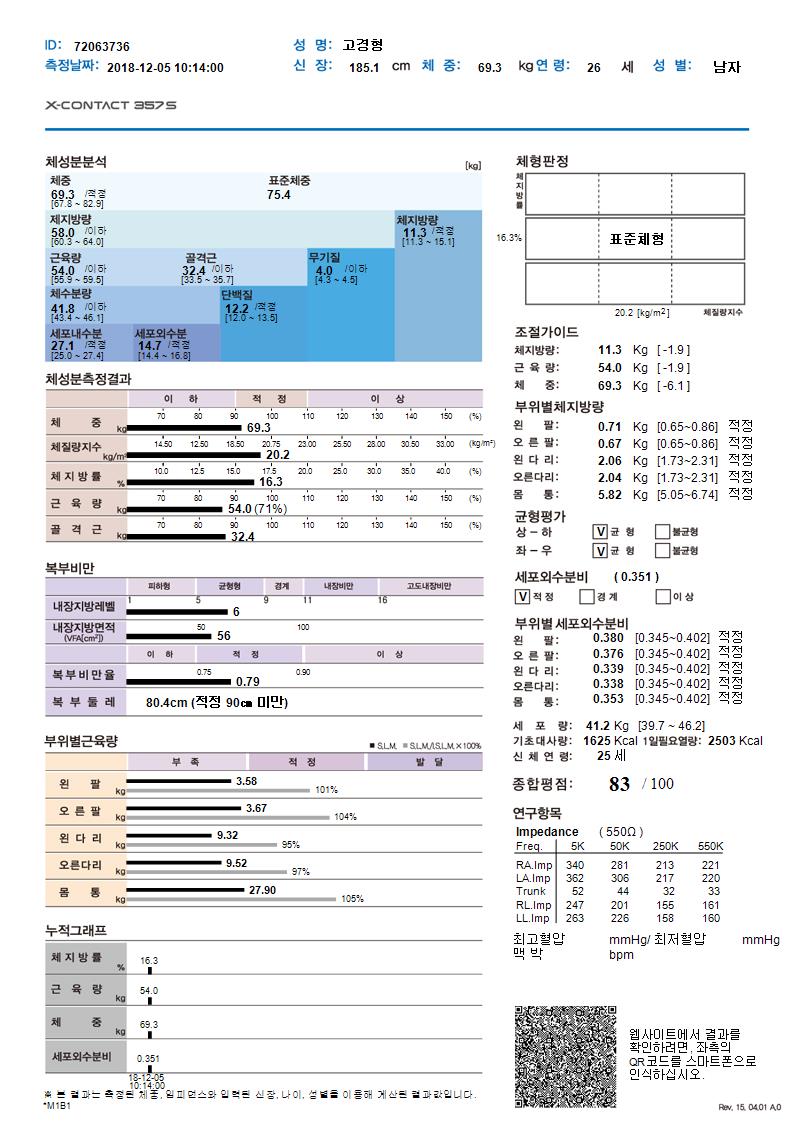 ID: 72063736 성 명: 고경형
측정날짜: 2018-12-05 10:14:00 신 장: 185.1 cm 체 중: 69.3 kg 연 령: 26 세 성 별: 남자
X-CONTACT 357S
체성분분석 [kg]
체중 표준체중
69.3 /적정 75.4
[67.8 ~ 82.9]
제지방량 체지방량
58.0 /이하 11.3 /적정
[60.3 ~ 64.0] [11.3 ~ 15.1]
근육량 골격근 무기질
54.0 /이하 32.4 /이하 4.0 /이하
[55.9 ~ 59.5] [33.5 ~ 35.7] [4.3 ~ 4.5]
체수분량 단백질
41.8 /이하 12.2 /적정
[43.4 ~ 46.1] [12.0 ~ 13.5]
세포내수분 세포외수분
27.1 /적정 14.7 /적정
[25.0 ~ 27.4] [14.4 ~ 16.8]
체성분측정결과
이 하 적 정 이 상
체 중 kg 70 80 90 100 110 120 130 140 150 (%)
69.3
체질량지수 kg/m² 14.50 12.50 18.50 20.75 23.00 25.50 28.00 30.50 33.00 (kg/m²)
20.2
체 지 방 률 % 10.0 12.5 15.0 17.5 20.0 25.0 30.0 35.0 40.0 (%)
16.3
근 육 량 kg 70 80 90 100 110 120 130 140 150 (%)
54.0 (71%)
골 격 근 kg 70 80 90 100 110 120 130 140 150 (%)
32.4
복부비만
피하형 균형형 경계 내장비만 고도내장비만
내장지방레벨 1 5 9 11 16
6
내장지방면적 (VFA[cm²]) 50 100
56
이 하 적 정 이 상
복부비만율 0.75 0.90
0.79
복 부 둘 레 80.4cm (적정 90㎝ 미만)
부위별근육량 ■ S.L.M. ■ S.L.M./I.S.L.M.×100%
부 족 적 정 발 달
왼 팔 kg 3.58
101%
오 른 팔 kg 3.67
104%
왼 다 리 kg 9.32
95%
오른다리 kg 9.52
97%
몸 통 kg 27.90
105%
누적그래프
체 지 방 률 % 16.3
근 육 량 kg 54.0
체 중 kg 69.3
세포외수분비 0.351
18-12-05
10:14:00
※ 본 결과는 측정된 체중, 임피던스와 입력된 신장, 나이, 성별을 이용해 계산된 결과값입니다.
*M1B1
체형판정
체지방률
16.3% 표준체형
20.2 [kg/m²] 체질량지수
조절가이드
체지방량: 11.3 Kg [ -1.9 ]
근 육 량: 54.0 Kg [ -1.9 ]
체 중: 69.3 Kg [ -6.1 ]
부위별체지방량
왼 팔: 0.71 Kg [0.65~0.86] 적정
오 른 팔: 0.67 Kg [0.65~0.86] 적정
왼 다 리: 2.06 Kg [1.73~2.31] 적정
오른다리: 2.04 Kg [1.73~2.31] 적정
몸 통: 5.82 Kg [5.05~6.74] 적정
균형평가
상 – 하 V 균 형 불균형
좌 – 우 V 균 형 불균형
세포외수분비 ( 0.351 )
V 적 정 경 계 이 상
부위별 세포외수분비
왼 팔: 0.380 [0.345~0.402] 적정
오 른 팔: 0.376 [0.345~0.402] 적정
왼 다 리: 0.339 [0.345~0.402] 적정
오른다리: 0.338 [0.345~0.402] 적정
몸 통: 0.353 [0.345~0.402] 적정
세 포 량: 41.2 Kg [39.7 ~ 46.2]
기초대사량: 1625 Kcal 1일필요열량: 2503 Kcal
신 체 연 령: 25 세
종합평점: 83 / 100
연구항목
Impedance ( 550Ω )
Freq. 5K 50K 250K 550K
RA.Imp 340 281 213 221
LA.Imp 362 306 217 220
Trunk 52 44 32 33
RL.Imp 247 201 155 161
LL.Imp 263 226 158 160
최고혈압 mmHg/ 최저혈압 mmHg
맥 박 bpm
웹사이트에서 결과를
확인하려면, 좌측의
QR코드를 스마트폰으로
인식하십시오.
Rev, 15, 04,01 A,0